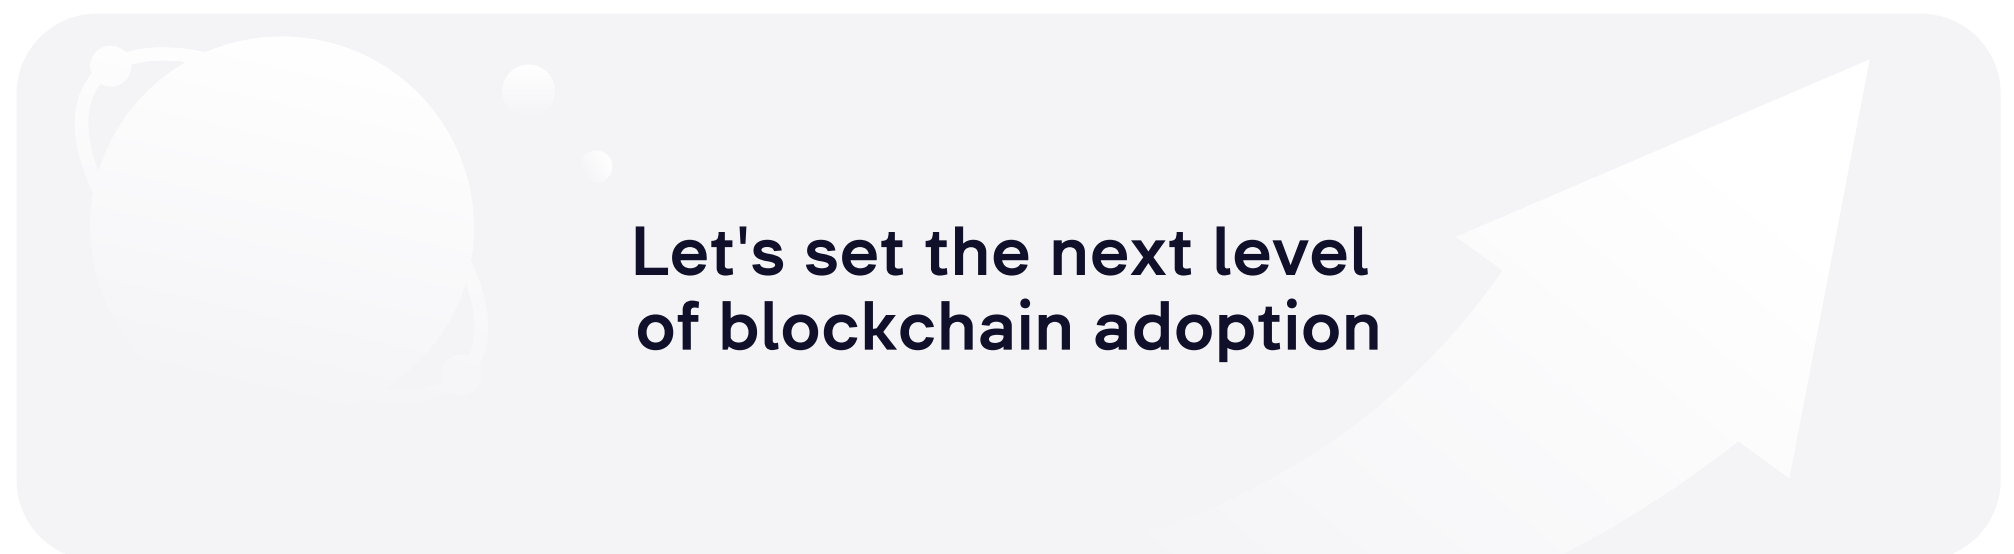 Let's set the next level
of blockchain adoption